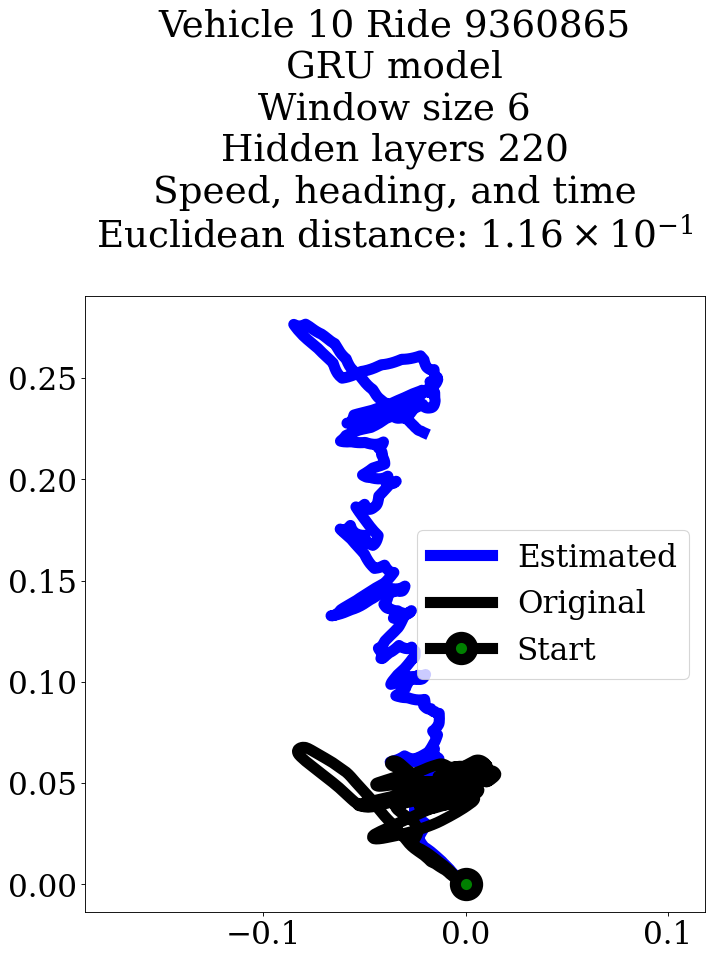 Vehicle 10 Ride 9360865
GRU model
Window size 6
Hidden layers 220
Speed, heading, and time
Euclidean distance: 1.16 × 10⁻¹
0.25
0.20
0.15
0.10
0.05
0.00
Estimated
Original
Start
−0.1
0.0
0.1